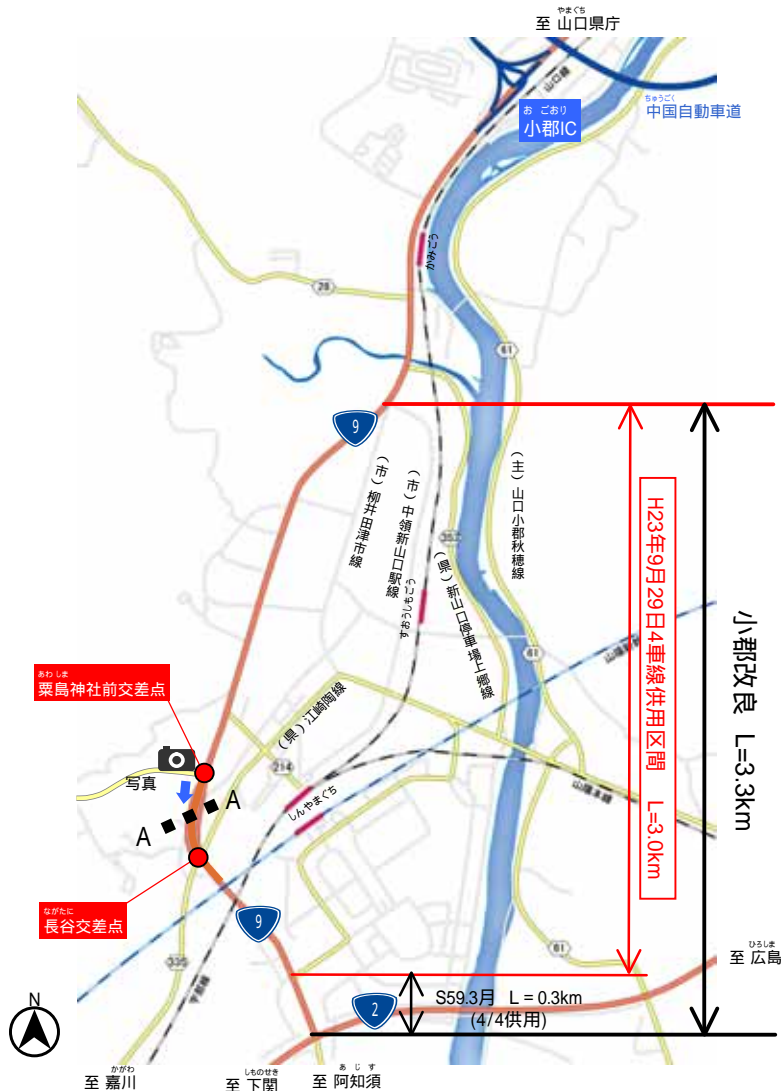 やまぐち
至 山口県庁
山口線
お ごおり
小郡IC
ちゅうごく
中国自動車道
かみごう
28
61
9
(市)柳井田津市線
(市)中領新山口駅線
(主)山口小郡秋穂線
すおうしもごう
353
(県)新山口停車場上郷線
H23年9月29日4車線供用区間 L=3.0km
小郡改良 L=3.3km
61
山陽新幹線
あわ しま
粟島神社前交差点
(県)江崎陶線
214
写真
しんやまぐち
山陽本線
A
A
ながたに
長谷交差点
9
335
61
ひろしま
至 広島
宇部線
2
S59.3月 L = 0.3km
(4/4供用)
N
かがわ
至 嘉川
しものせき
至 下関
あ じ す
至 阿知須